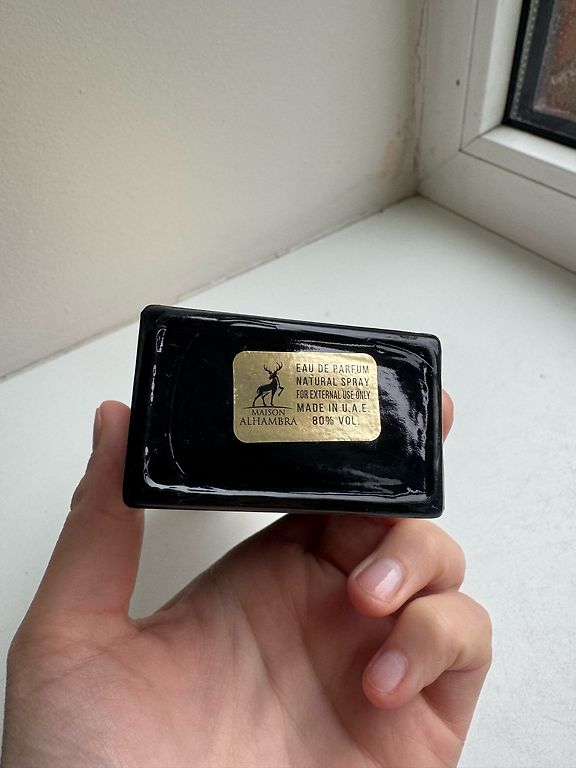 MAISON
ALHAMBRA
EAU DE PARFUM
NATURAL SPRAY
FOR EXTERNAL USE ONLY
MADE IN U.A.E.
80% VOL.